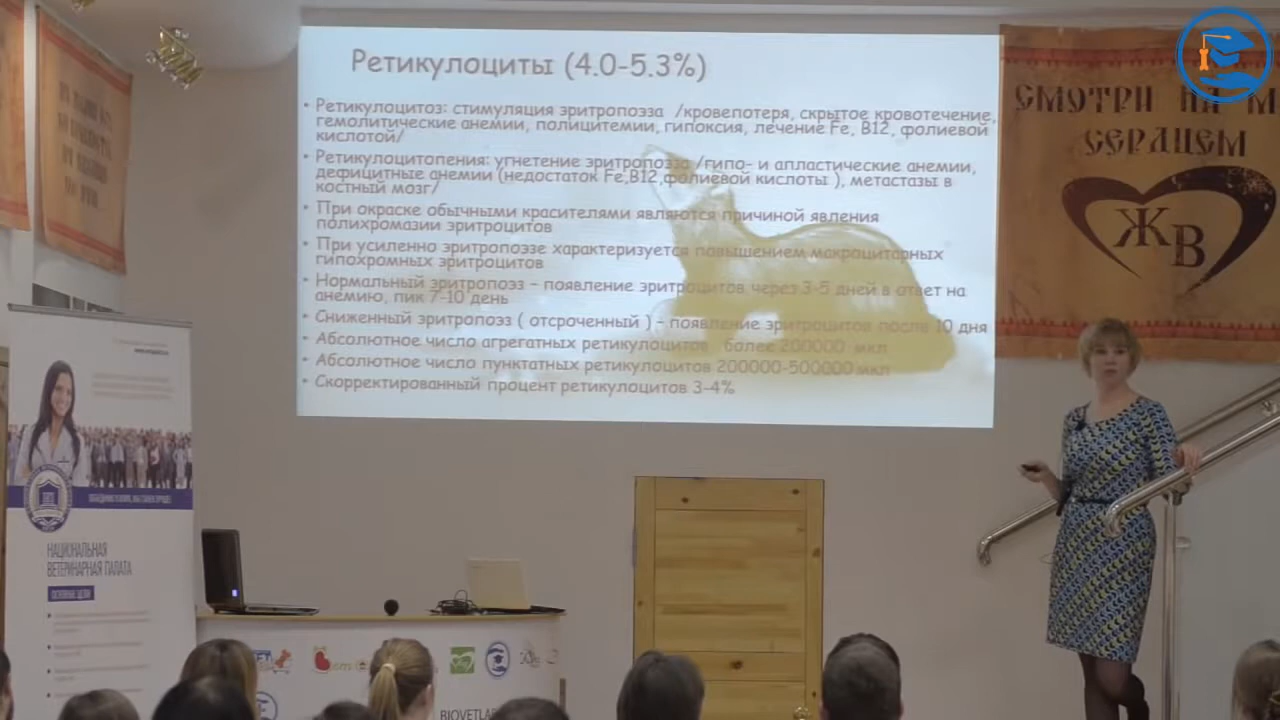 Ретикулоциты (4.0-5.3%)
• Ретикулоцитоз: стимуляция эритропоэза /кровепотеря, скрытое кровотечение,
гемолитические анемии, полицитемии, гипоксия, лечение Fe, B12, фолиевой
кислотой/
• Ретикулоцитопения: угнетение эритропоэза /гипо- и апластические анемии,
дефицитные анемии (недостаток Fe,B12,фолиевой кислоты ), метастазы в
костный мозг/
• При окраске обычными красителями являются причиной явления
полихромазии эритроцитов
• При усиленно эритропоэзе характеризуется повышением макроцитарных
гипохромных эритроцитов
• Нормальный эритропоэз – появление эритроцитов через 3-5 дней в ответ на
анемию, пик 7-10 день
• Сниженный эритропоэз ( отсроченный ) – появление эритроцитов после 10 дня
• Абсолютное число агрегатных ретикулоцитов более 200000 мкл
• Абсолютное число пунктатных ретикулоцитов 200000-500000 мкл
• Скорректированный процент ретикулоцитов 3-4%
СМОТРИ НА М
СЕРДЦЕМ
ЖВ
НАЦИОНАЛЬНАЯ
ВЕТЕРИНАРНАЯ ПАЛАТА
ОСНОВНЫЕ ЦЕЛИ
BIOVETLAB